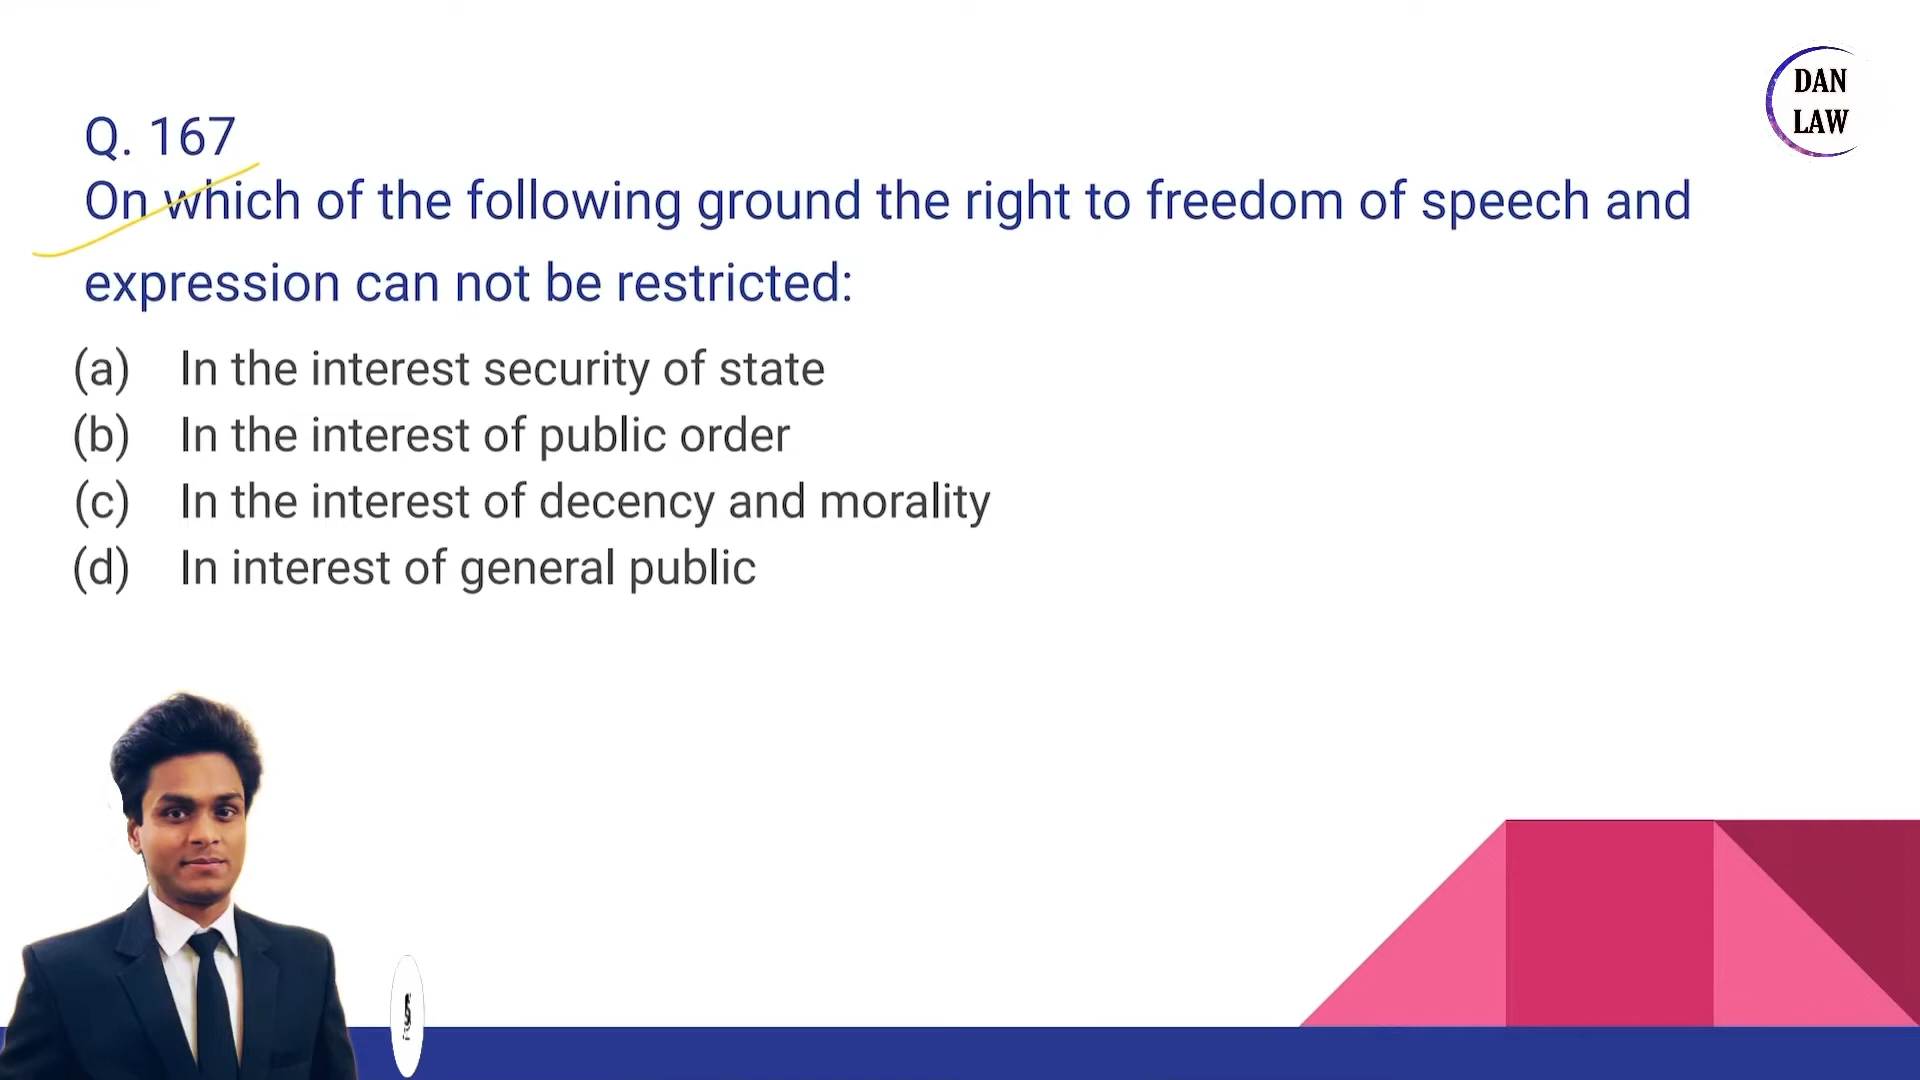 DAN
LAW
Q. 167
On which of the following ground the right to freedom of speech and
expression can not be restricted:
(a) In the interest security of state
(b) In the interest of public order
(c) In the interest of decency and morality
(d) In interest of general public